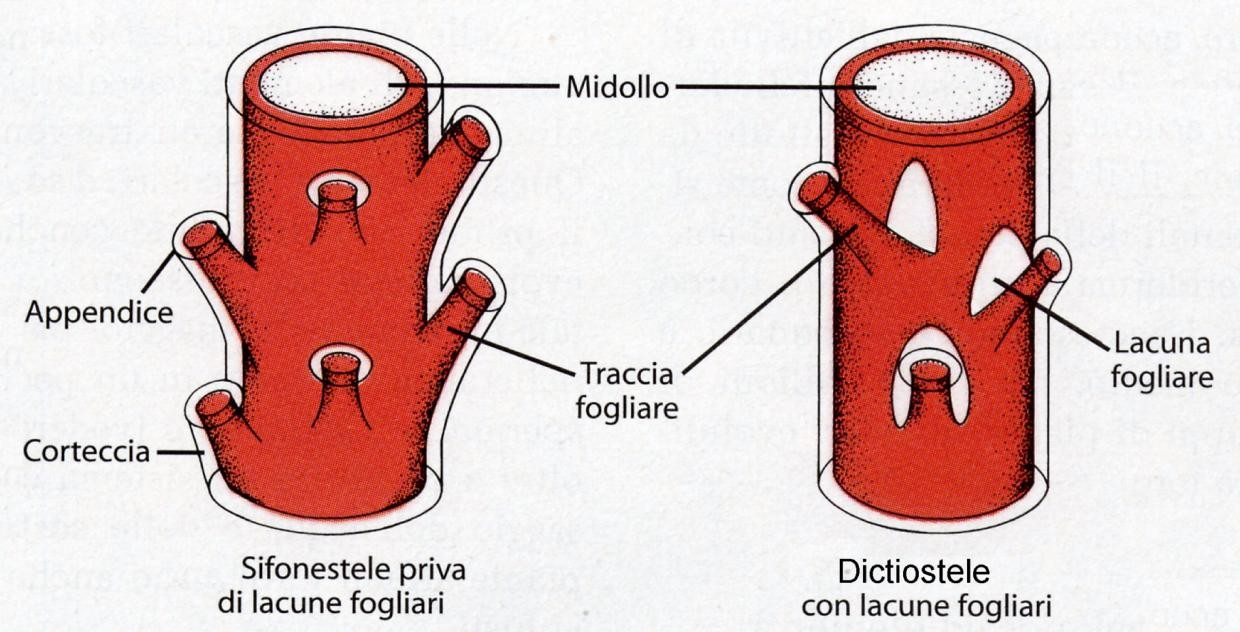 Midollo
Appendice
Traccia
fogliare
Lacuna
fogliare
Corteccia
Sifonestele priva
di lacune fogliari
Dictiostele
con lacune fogliari